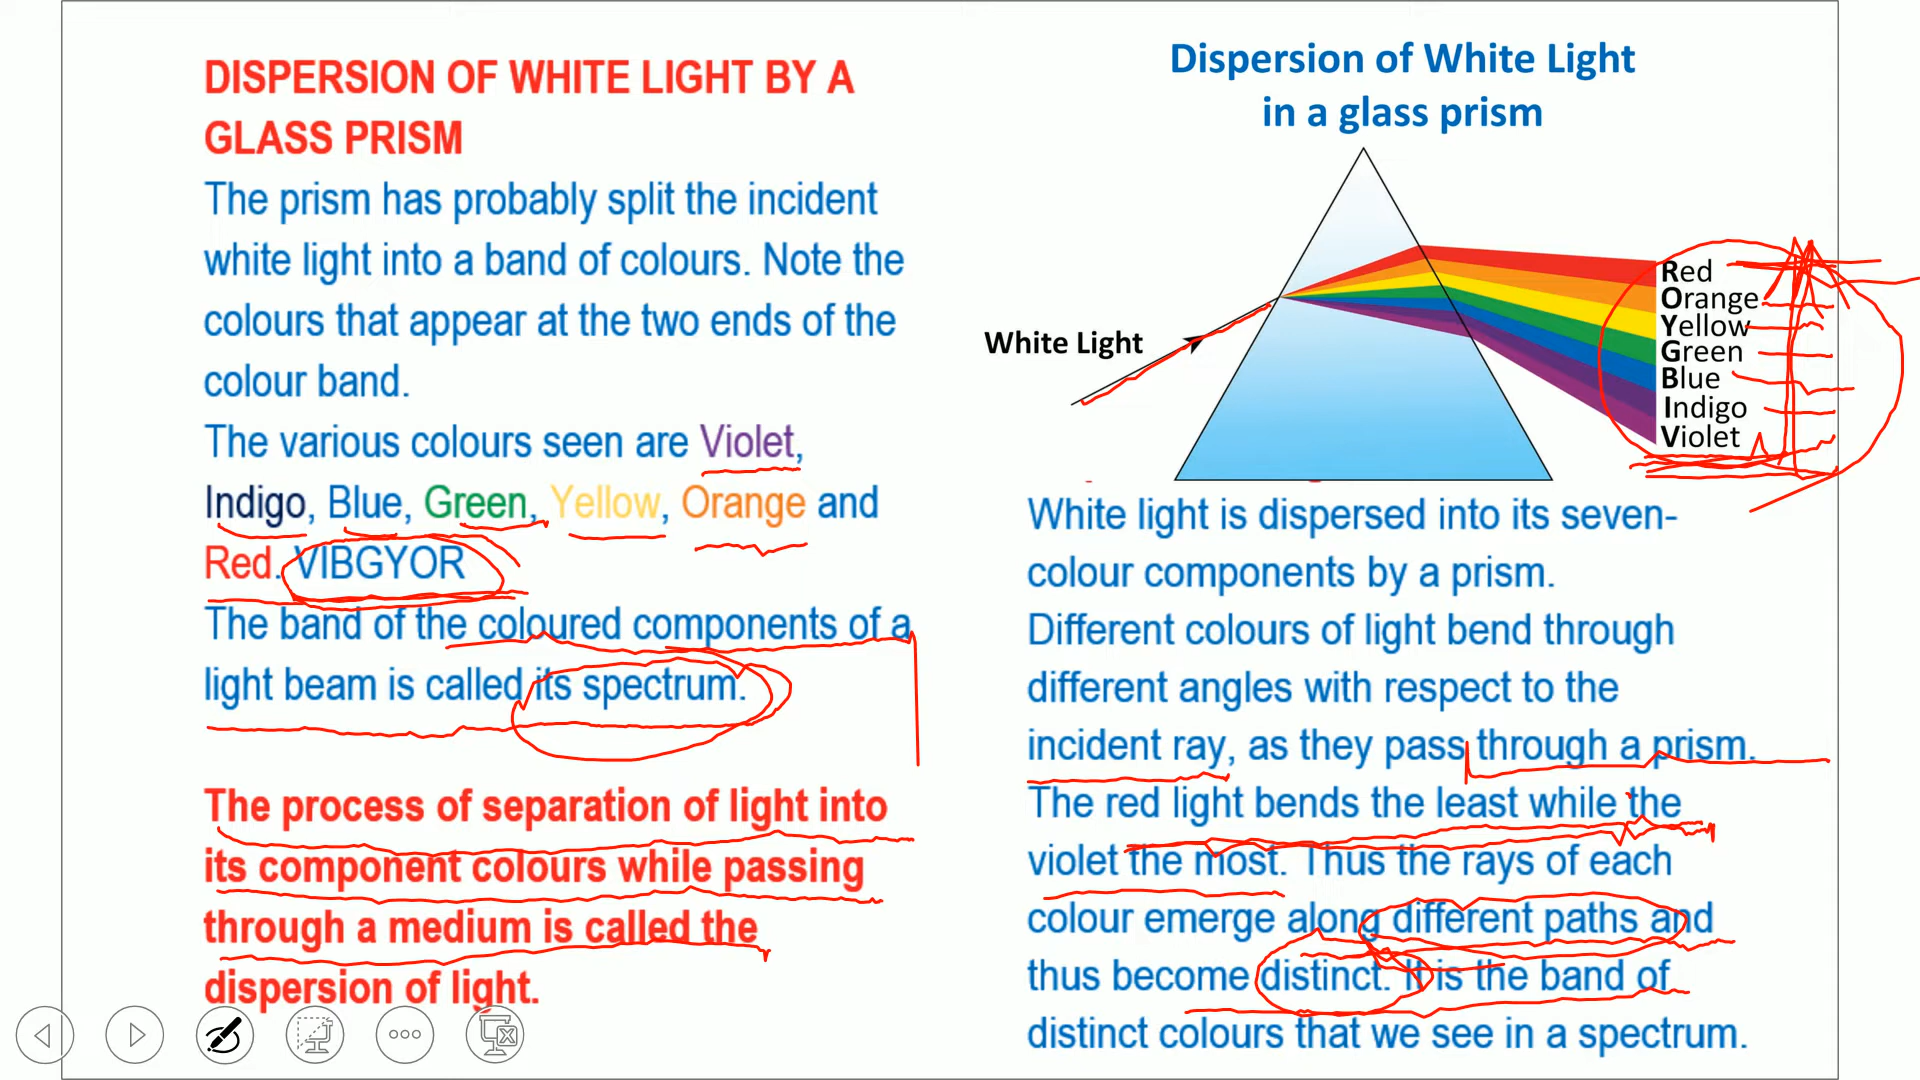 DISPERSION OF WHITE LIGHT BY A
GLASS PRISM
The prism has probably split the incident
white light into a band of colours. Note the
colours that appear at the two ends of the
colour band.
The various colours seen are Violet,
Indigo, Blue, Green, Yellow, Orange and
Red. VIBGYOR
The band of the coloured components of a
light beam is called its spectrum.
The process of separation of light into
its component colours while passing
through a medium is called the
dispersion of light.
Dispersion of White Light
in a glass prism
White Light
Red
Orange
Yellow
Green
Blue
Indigo
Violet
White light is dispersed into its seven-
colour components by a prism.
Different colours of light bend through
different angles with respect to the
incident ray, as they pass through a prism.
The red light bends the least while the
violet the most. Thus the rays of each
colour emerge along different paths and
thus become distinct. It is the band of
distinct colours that we see in a spectrum.